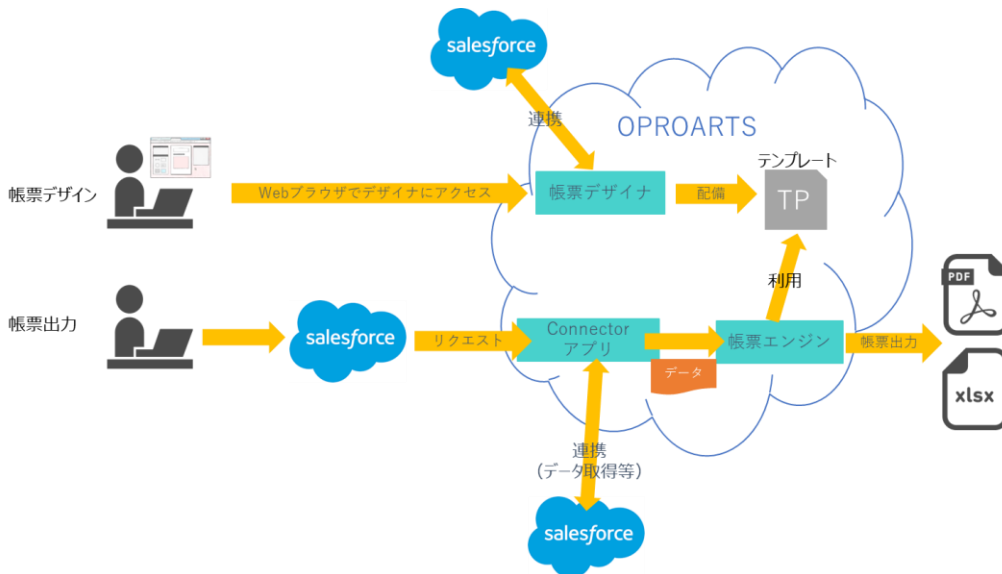 salesforce
連携
OPROARTS
テンプレート
帳票デザイン
Webブラウザでデザイナにアクセス
帳票デザイナ
配備
TP
利用
帳票出力
salesforce
リクエスト
Connector
アプリ
データ
帳票エンジン
帳票出力
PDF
xlsx
連携
(データ取得等)
salesforce